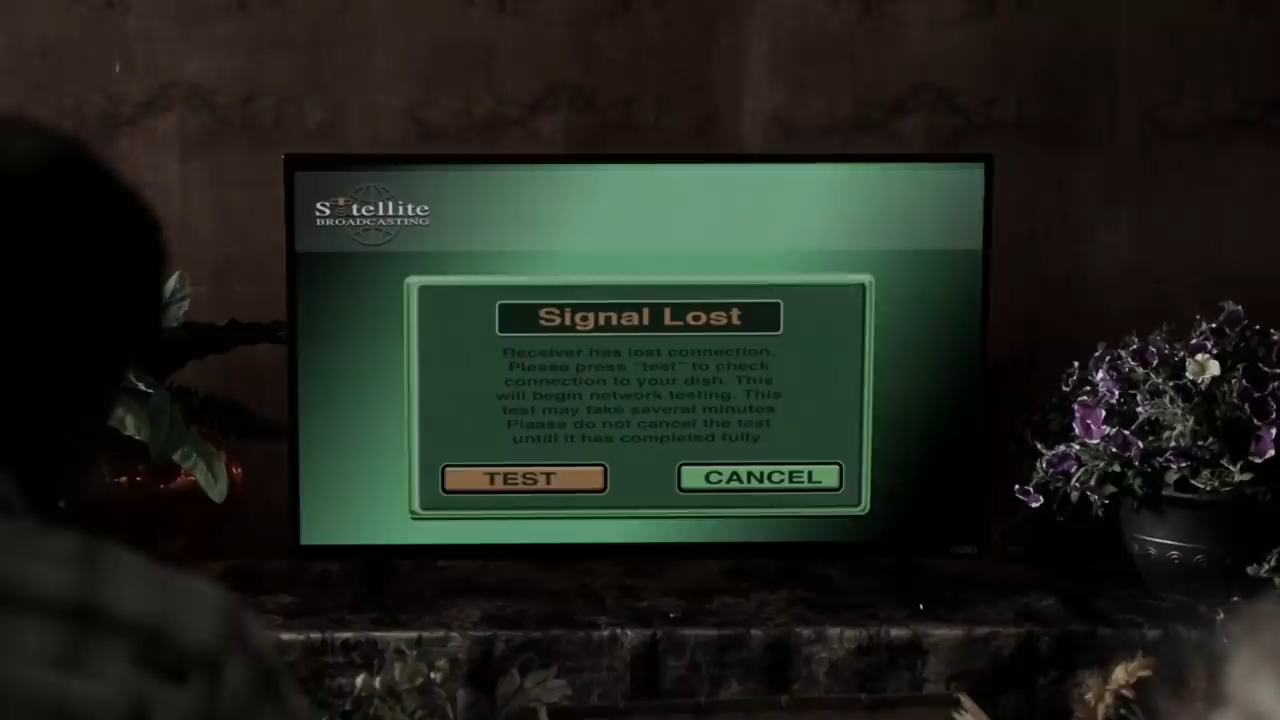 Satellite
BROADCASTING
Signal Lost
Receiver has lost connection.
Please press "test" to check
connection to your dish. This
will begin network testing. This
test may take several minutes
Please do not cancel the test
untill it has completed fully.
TEST
CANCEL